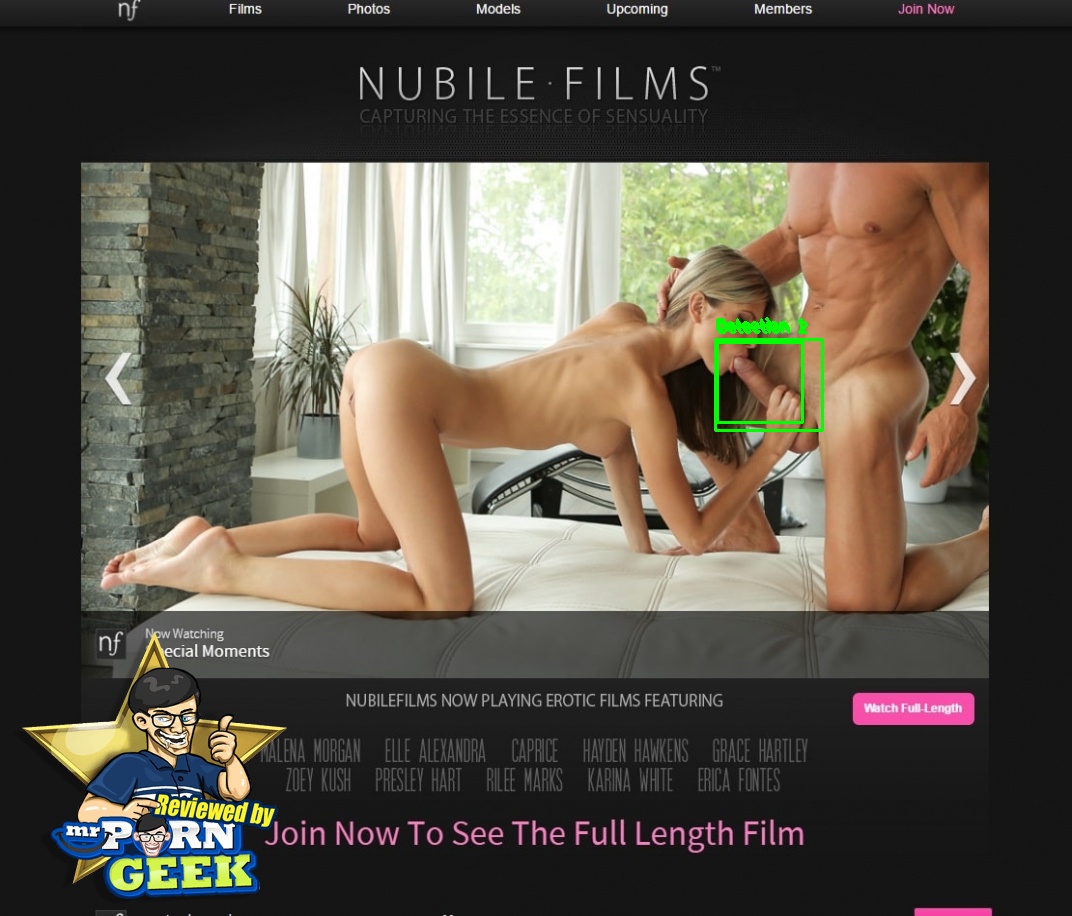 nf Films Photos Models Upcoming Members Join Now
NUBILE·FILMS™
CAPTURING THE ESSENCE OF SENSUALITY
Detection 2
nf
Now Watching
ecial Moments
NUBILEFILMS NOW PLAYING EROTIC FILMS FEATURING
Watch Full-Length
ALENA MORGAN ELLE ALEXANDRA CAPRICE HAYDEN HAWKENS GRACE HARTLEY
ZOEY KUSH PRESLEY HART RILEE MARKS KARINA WHITE ERICA FONTES
Reviewed by
mr PORN
GEEK
Join Now To See The Full Length Film